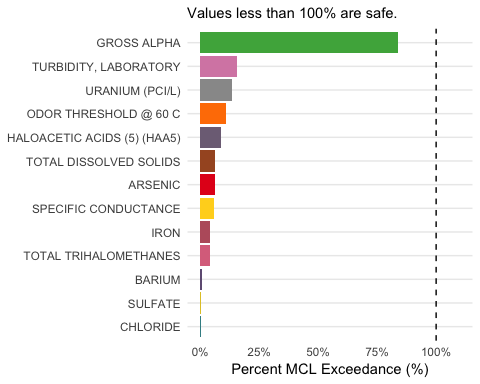 Values less than 100% are safe.
GROSS ALPHA
TURBIDITY, LABORATORY
URANIUM (PCI/L)
ODOR THRESHOLD @ 60 C
HALOACETIC ACIDS (5) (HAA5)
TOTAL DISSOLVED SOLIDS
ARSENIC
SPECIFIC CONDUCTANCE
IRON
TOTAL TRIHALOMETHANES
BARIUM
SULFATE
CHLORIDE
0% 25% 50% 75% 100%
Percent MCL Exceedance (%)